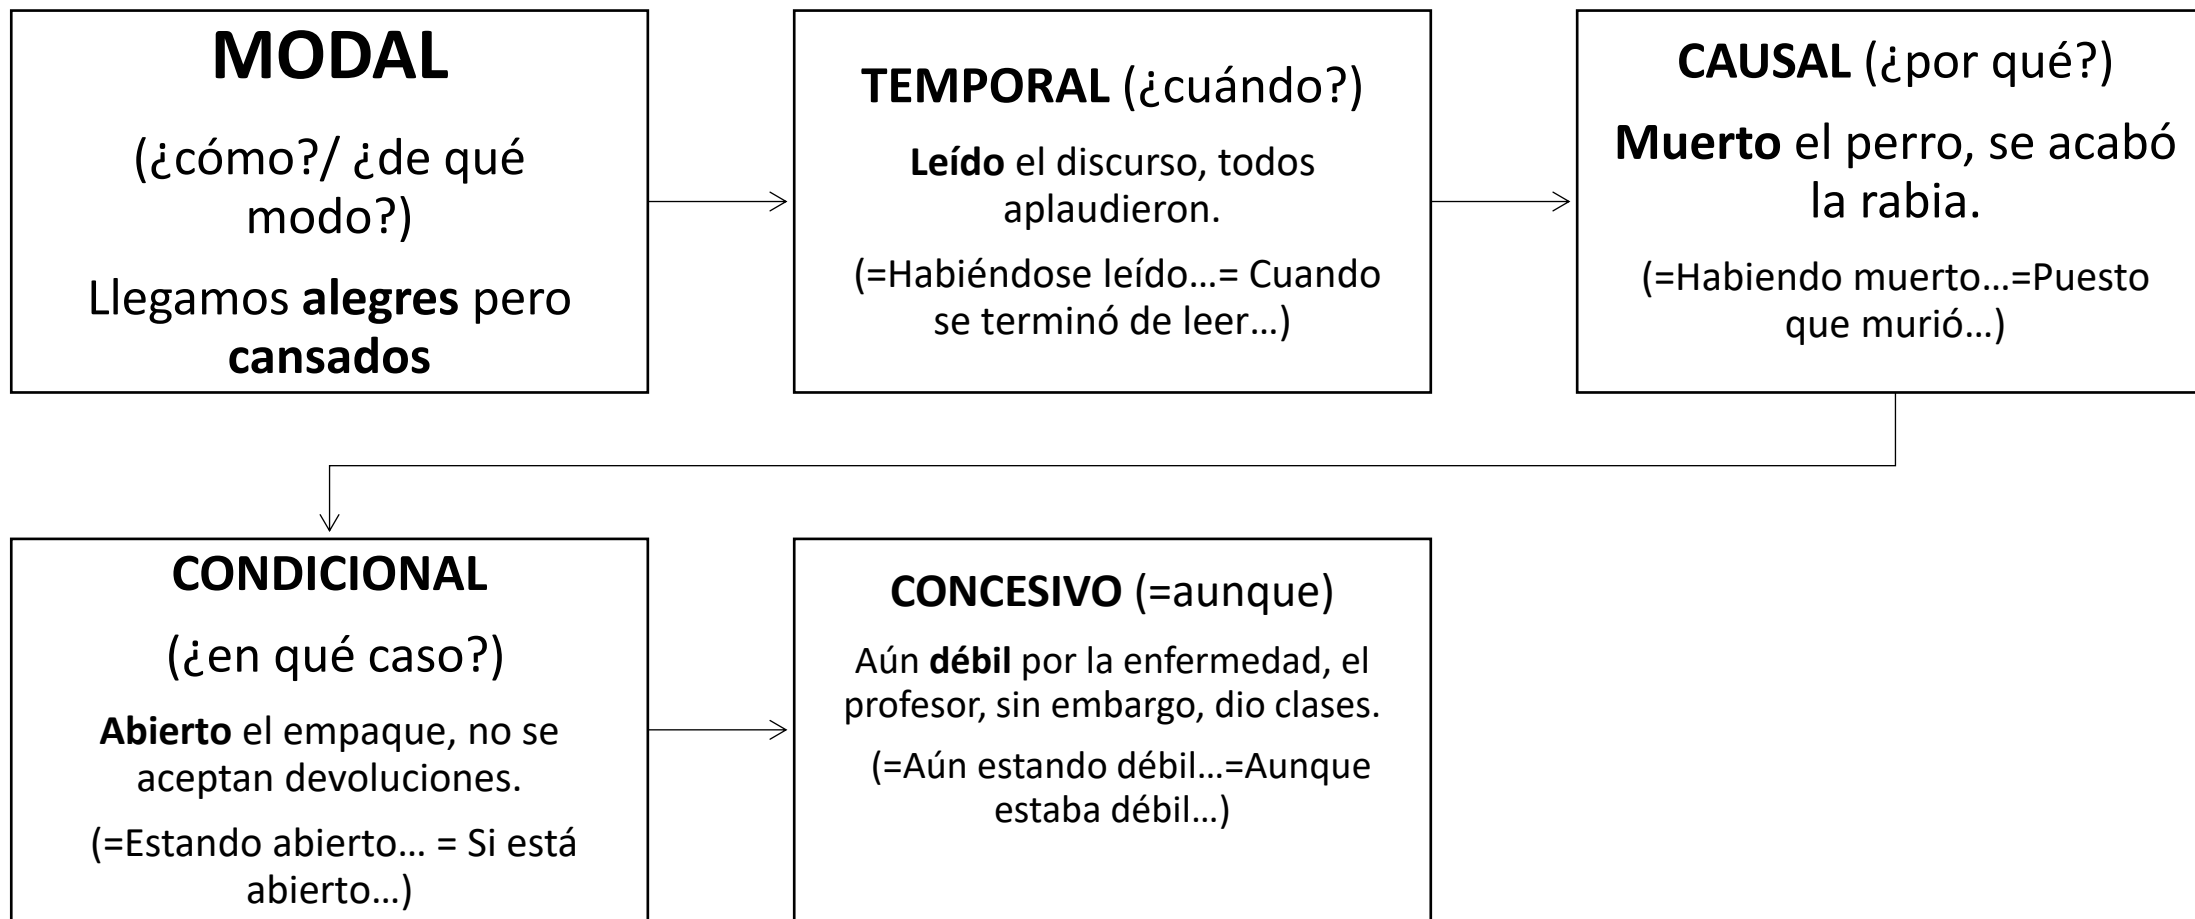 MODAL
(¿cómo?/ ¿de qué
modo?)
Llegamos alegres pero
cansados
TEMPORAL (¿cuándo?)
Leído el discurso, todos
aplaudieron.
(=Habiéndose leído…= Cuando
se terminó de leer…)
CAUSAL (¿por qué?)
Muerto el perro, se acabó
la rabia.
(=Habiendo muerto…=Puesto
que murió…)
CONDICIONAL
(¿en qué caso?)
Abierto el empaque, no se
aceptan devoluciones.
(=Estando abierto… = Si está
abierto…)
CONCESIVO (=aunque)
Aún débil por la enfermedad, el
profesor, sin embargo, dio clases.
(=Aún estando débil…=Aunque
estaba débil…)